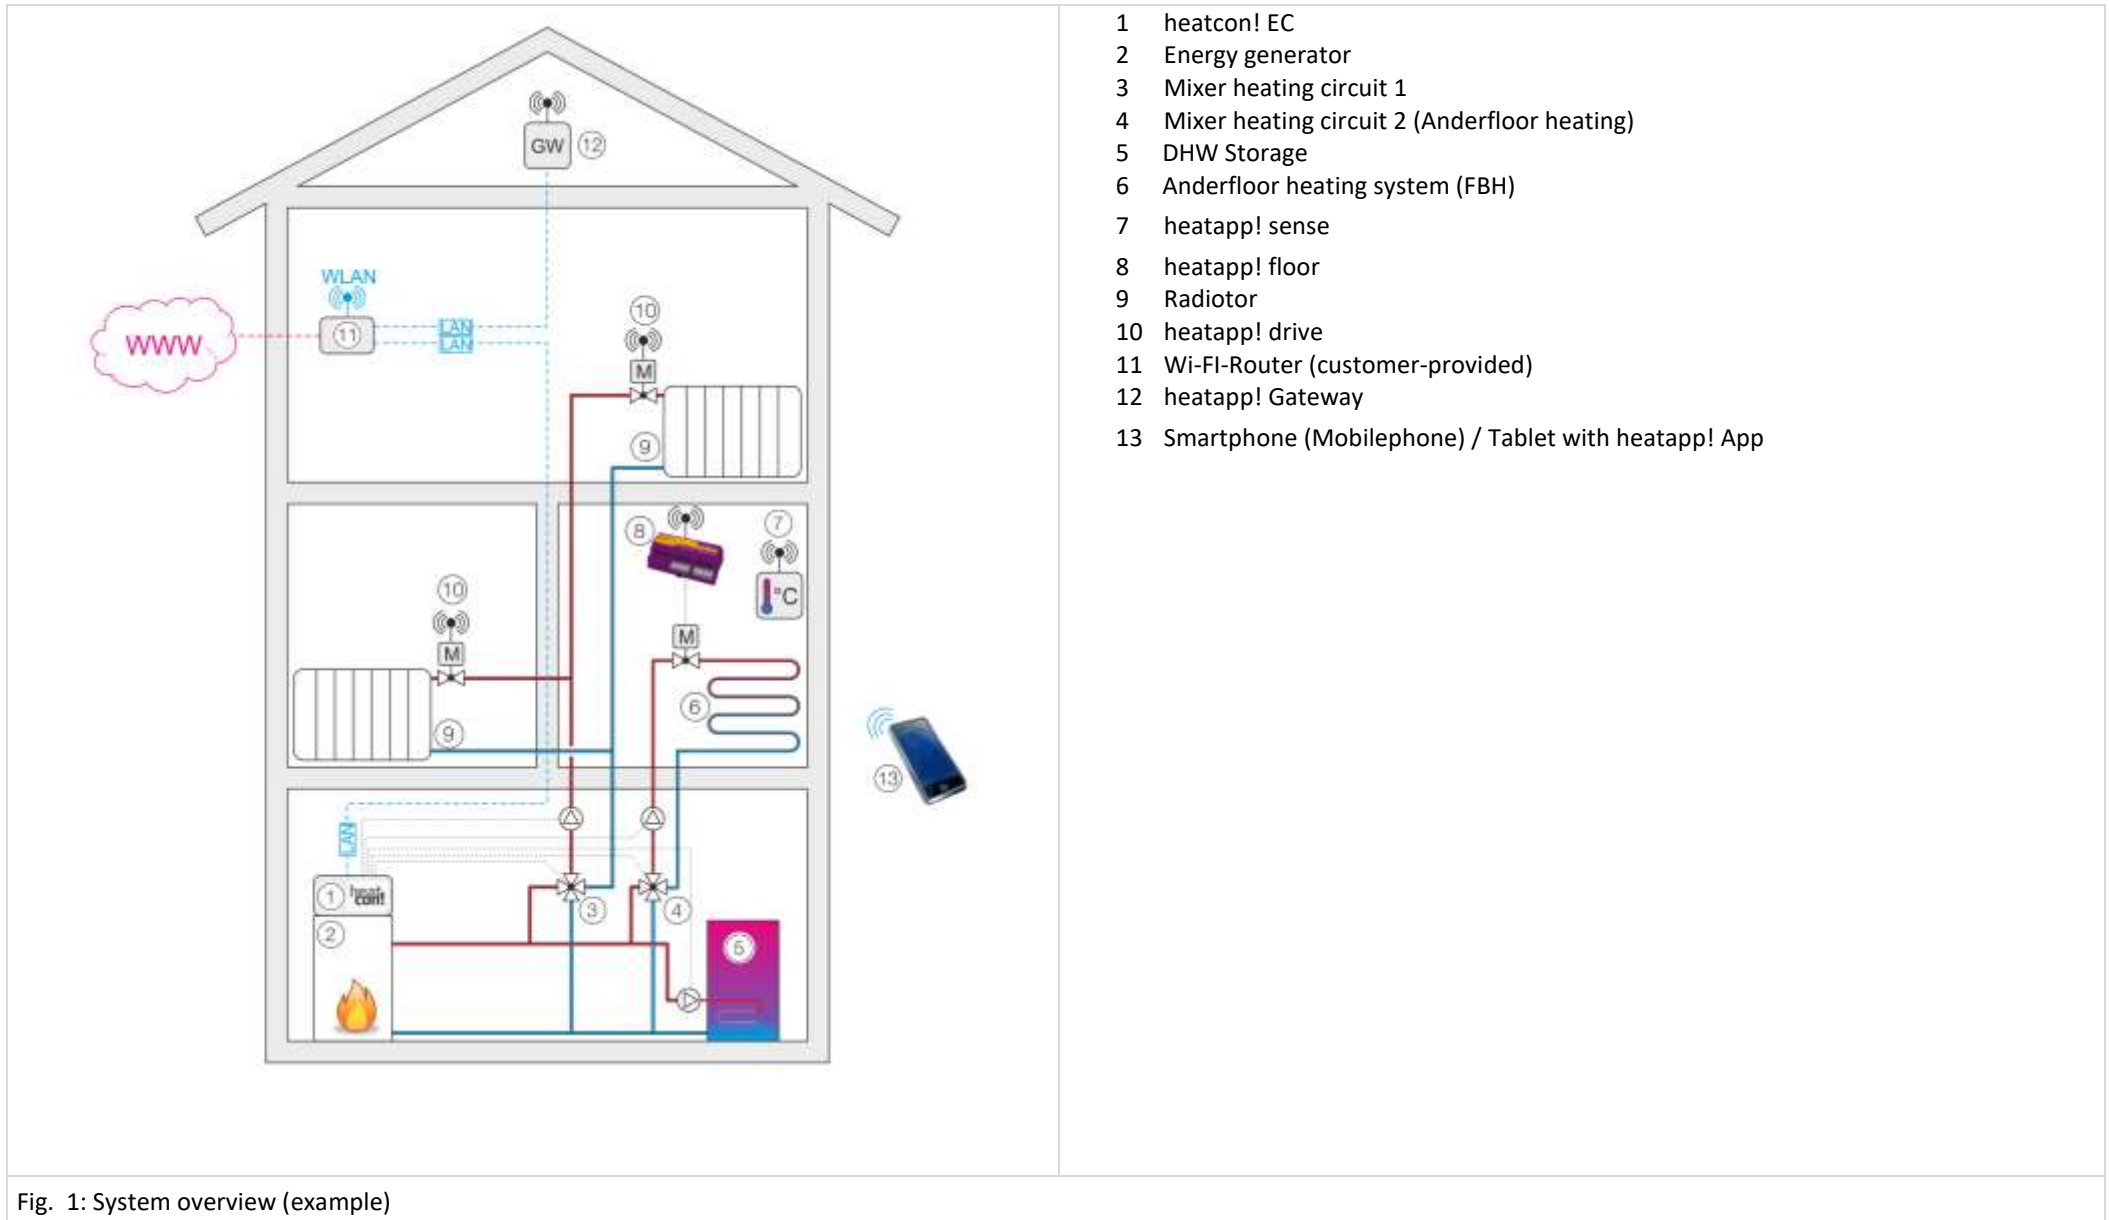 GW
12
WLAN
11
LAN
LAN
WWW
10
M
9
8
7
°C
10
M
M
6
9
13
LAN
1 heat con!
2
3
4
5
1 heatcon! EC
2 Energy generator
3 Mixer heating circuit 1
4 Mixer heating circuit 2 (Anderfloor heating)
5 DHW Storage
6 Anderfloor heating system (FBH)
7 heatapp! sense
8 heatapp! floor
9 Radiotor
10 heatapp! drive
11 Wi-FI-Router (customer-provided)
12 heatapp! Gateway
13 Smartphone (Mobilephone) / Tablet with heatapp! App
Fig. 1: System overview (example)